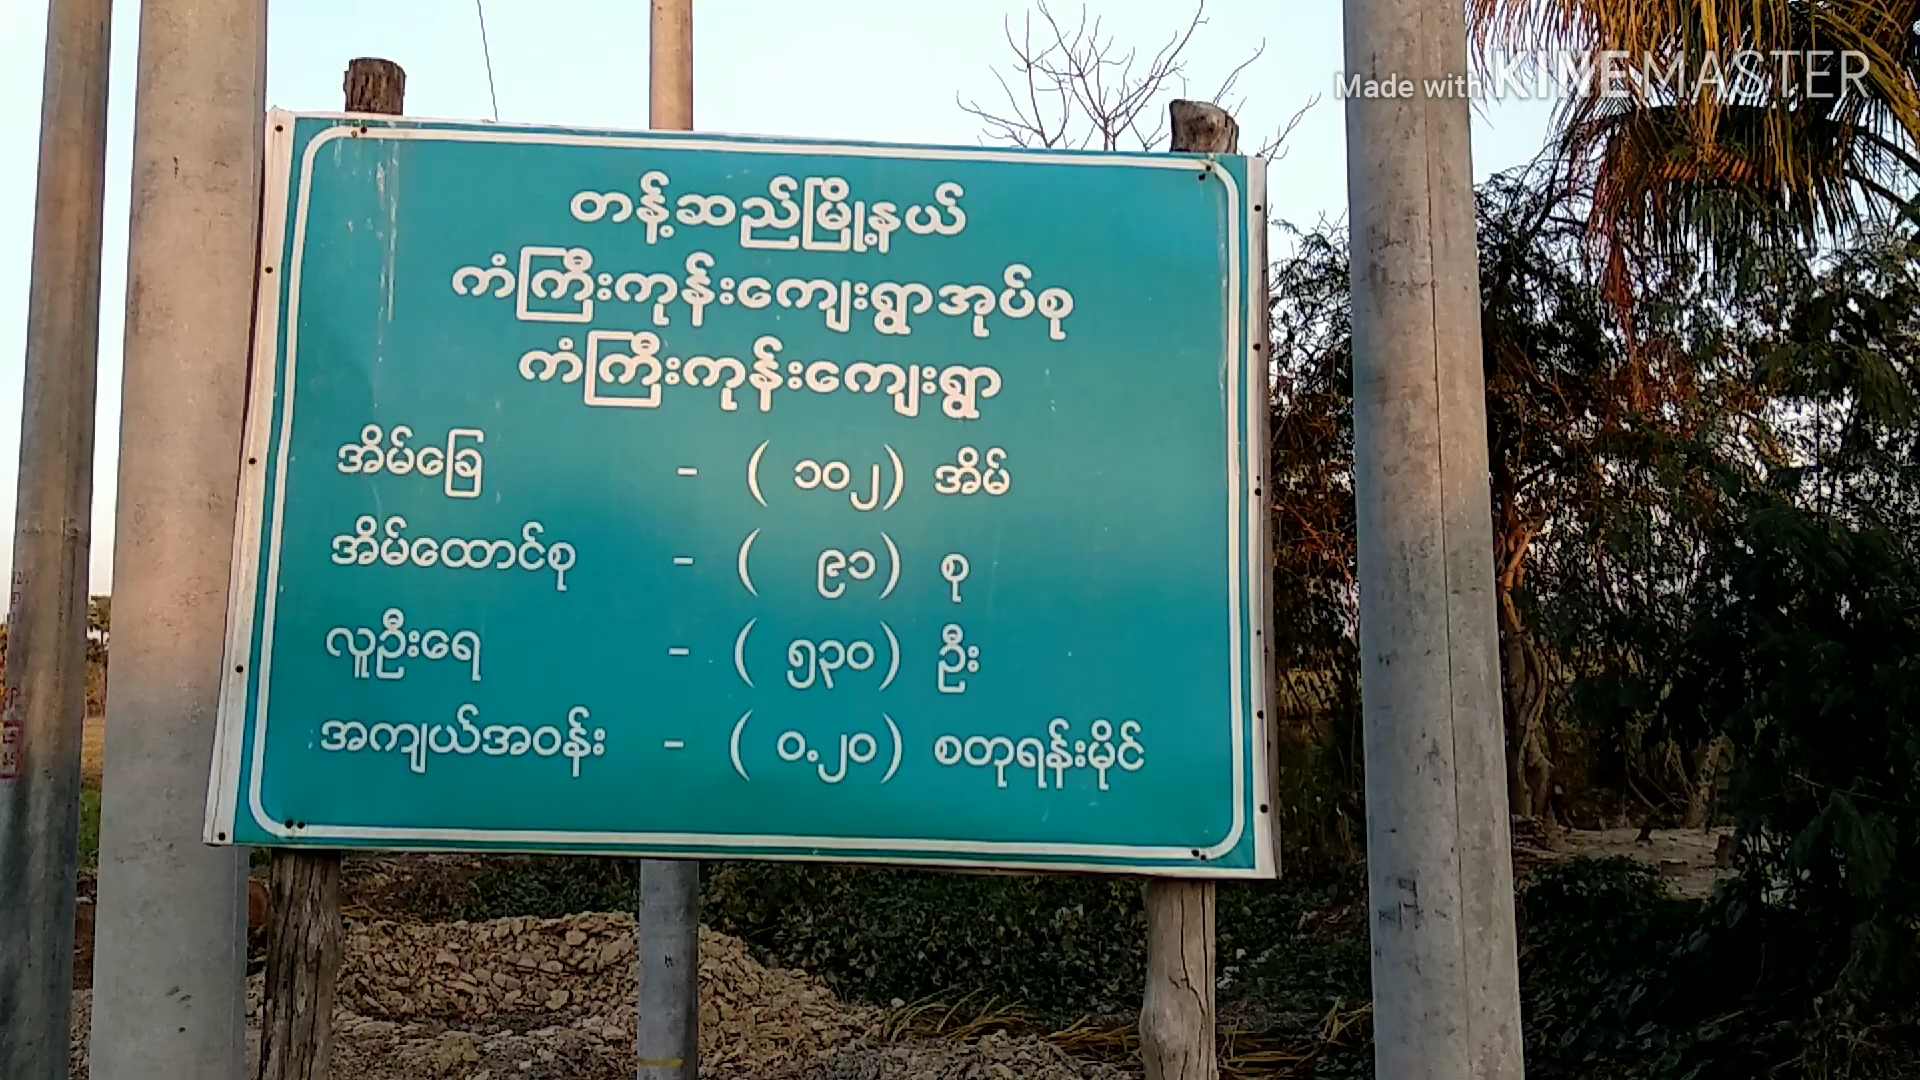 Made with KINEMASTER
တန့်ဆည်မြို့နယ်
ကံကြီးကုန်းကျေးရွာအုပ်စု
ကံကြီးကုန်းကျေးရွာ
အိမ်ခြေ - ( ၁၀၂) အိမ်
အိမ်ထောင်စု - ( ၉၁) စု
လူဦးရေ - ( ၅၃၀) ဦး
အကျယ်အဝန်း - ( ၀.၂၀) စတုရန်းမိုင်